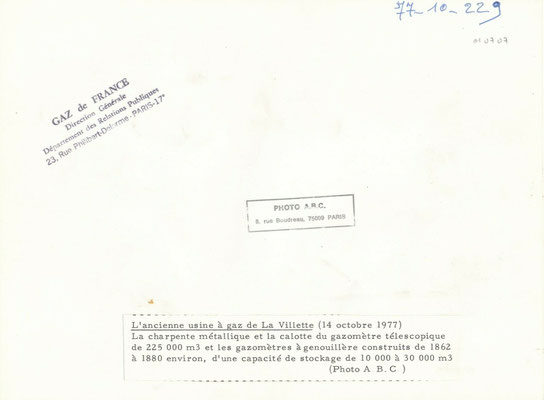 77-10-229
01 07 07
GAZ de FRANCE
Direction Générale
Département des Relations Publiques
23, Rue Philibert-Delorme - PARIS-17e
PHOTO A.B.C.
6, rue Boudreau, 75009 PARIS
L'ancienne usine à gaz de La Villette (14 octobre 1977)
La charpente métallique et la calotte du gazomètre télescopique
de 225 000 m3 et les gazomètres à genouillère construits de 1862
à 1880 environ, d'une capacité de stockage de 10 000 à 30 000 m3
(Photo A. B. C )